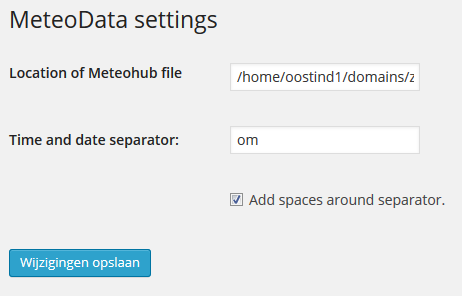 MeteoData settings
Location of Meteohub file
/home/oostind1/domains/z
Time and date separator:
om
Add spaces around separator.
Wijzigingen opslaan